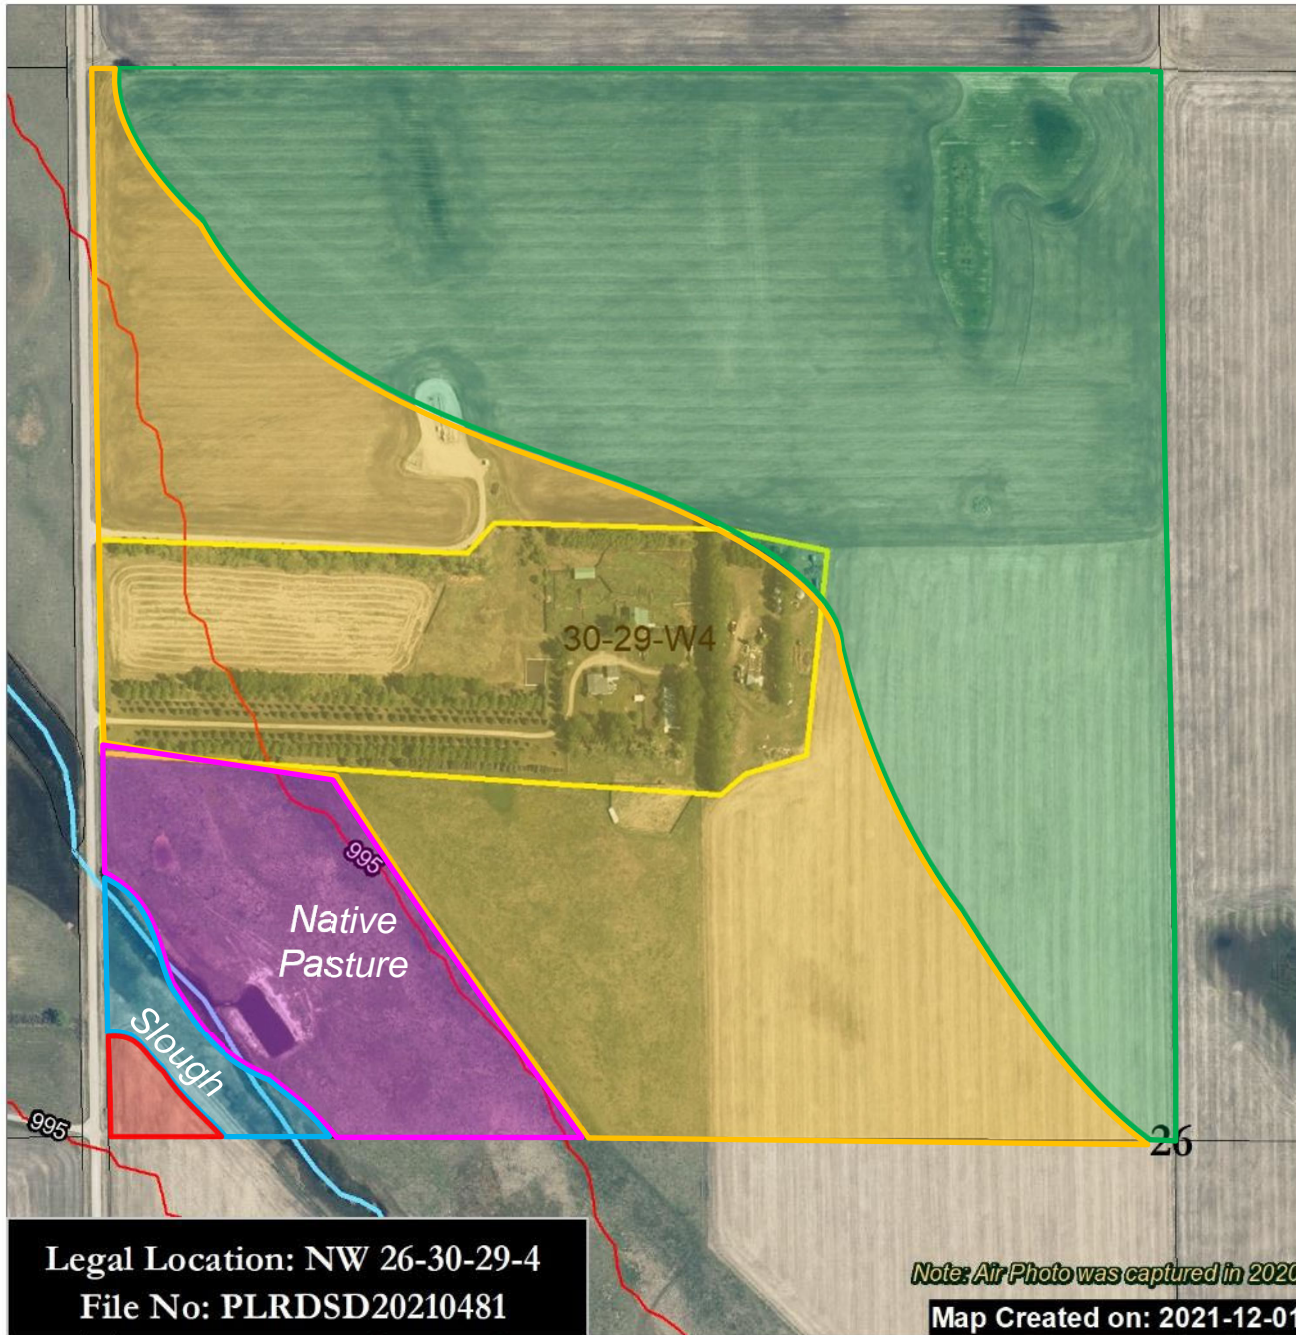 30-29-W4
995
Native
Pasture
Slough
995
26
Legal Location: NW 26-30-29-4
File No: PLRDSD20210481
Note: Air Photo was captured in 2020
Map Created on: 2021-12-01